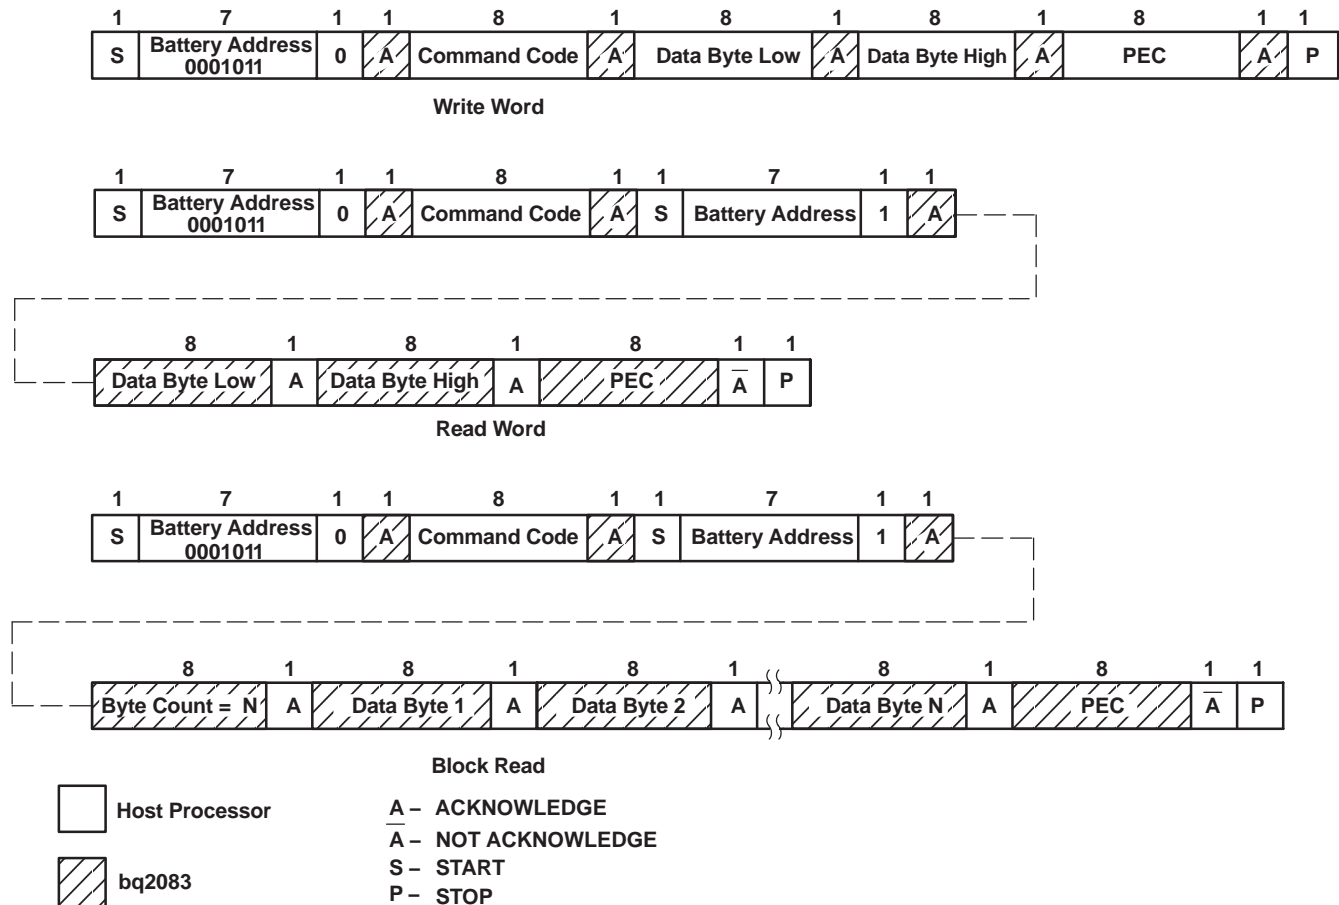 1 7 1 1 8 1 8 1 8 1 8 1 1
S Battery Address 0 A Command Code A Data Byte Low A Data Byte High A PEC A P
0001011
Write Word
1 7 1 1 8 1 1 7 1 1
S Battery Address 0 A Command Code A S Battery Address 1 A
0001011
8 1 8 1 8 1 1
Data Byte Low A Data Byte High A PEC A̅ P
Read Word
1 7 1 1 8 1 1 7 1 1
S Battery Address 0 A Command Code A S Battery Address 1 A
0001011
8 1 8 1 8 1 8 1 8 1 1
Byte Count = N A Data Byte 1 A Data Byte 2 A Data Byte N A PEC A̅ P
Block Read
Host Processor
bq2083
A – ACKNOWLEDGE
A̅ – NOT ACKNOWLEDGE
S – START
P – STOP